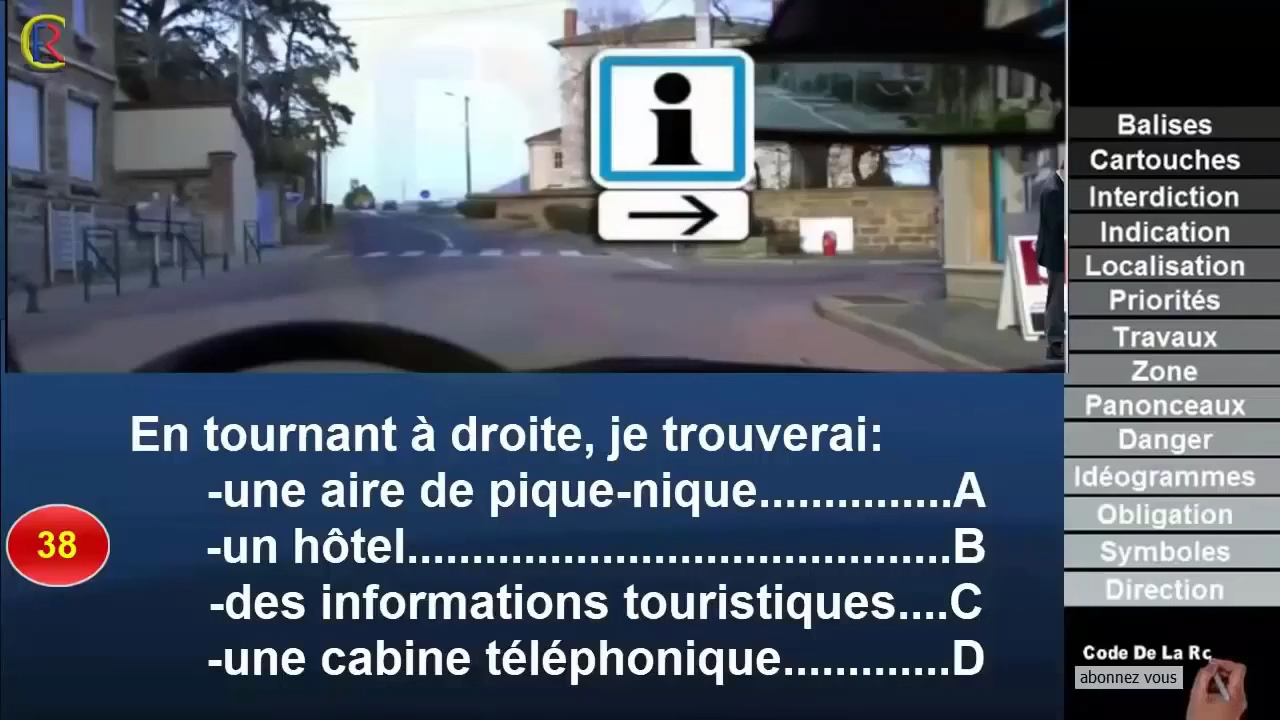 CR
i
Balises
Cartouches
Interdiction
Indication
Localisation
Priorités
Travaux
Zone
Panonceaux
Danger
Idéogrammes
Obligation
Symboles
Direction
En tournant à droite, je trouverai:
-une aire de pique-nique...............A
-un hôtel..........................................B
-des informations touristiques....C
-une cabine téléphonique.............D
38
Code De La Rc
abonnez vous